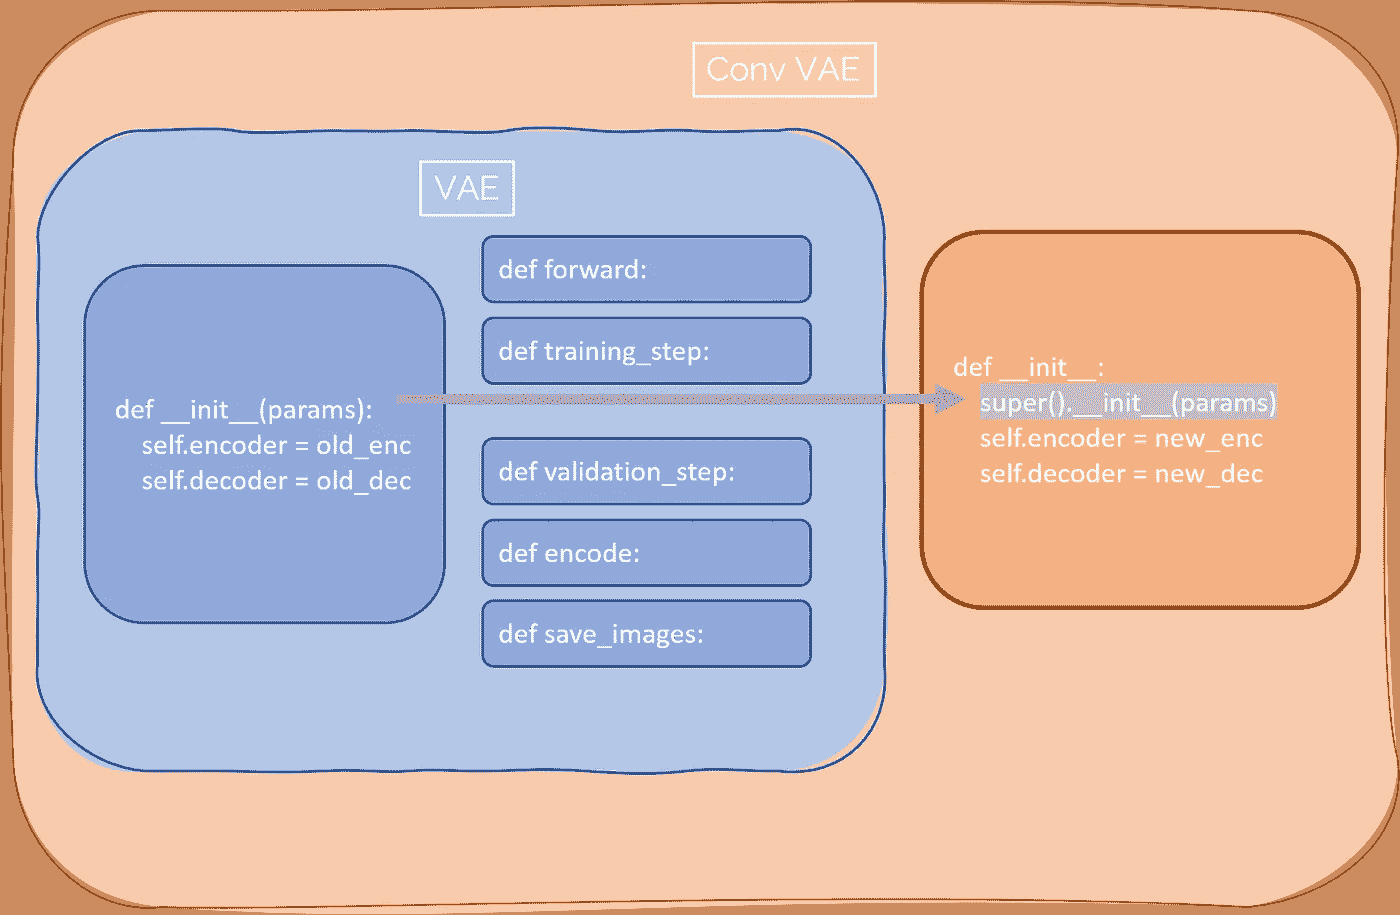 Conv VAE
VAE
def __init__(params):
self.encoder = old_enc
self.decoder = old_dec
def forward:
def training_step:
def validation_step:
def encode:
def save_images:
def __init__:
super().__init__(params)
self.encoder = new_enc
self.decoder = new_dec